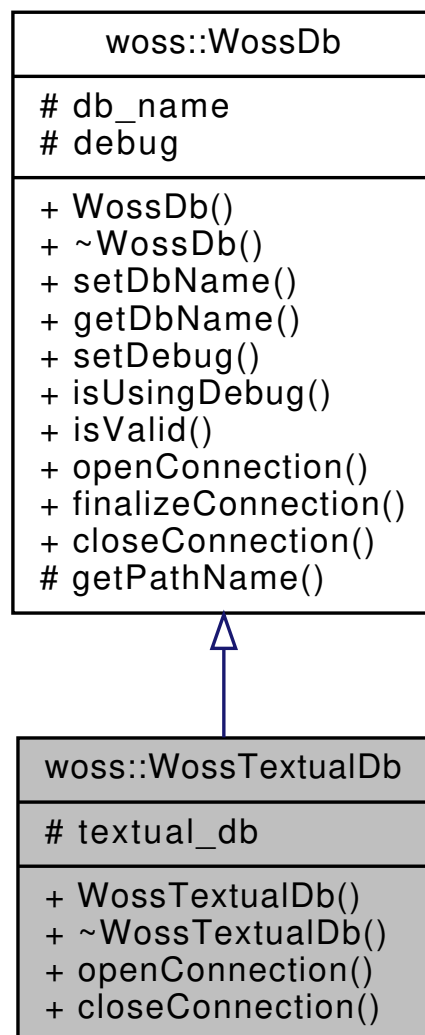 woss::WossDb
# db_name
# debug
+ WossDb()
+ ~WossDb()
+ setDbName()
+ getDbName()
+ setDebug()
+ isUsingDebug()
+ isValid()
+ openConnection()
+ finalizeConnection()
+ closeConnection()
# getPathName()
woss::WossTextualDb
# textual_db
+ WossTextualDb()
+ ~WossTextualDb()
+ openConnection()
+ closeConnection()